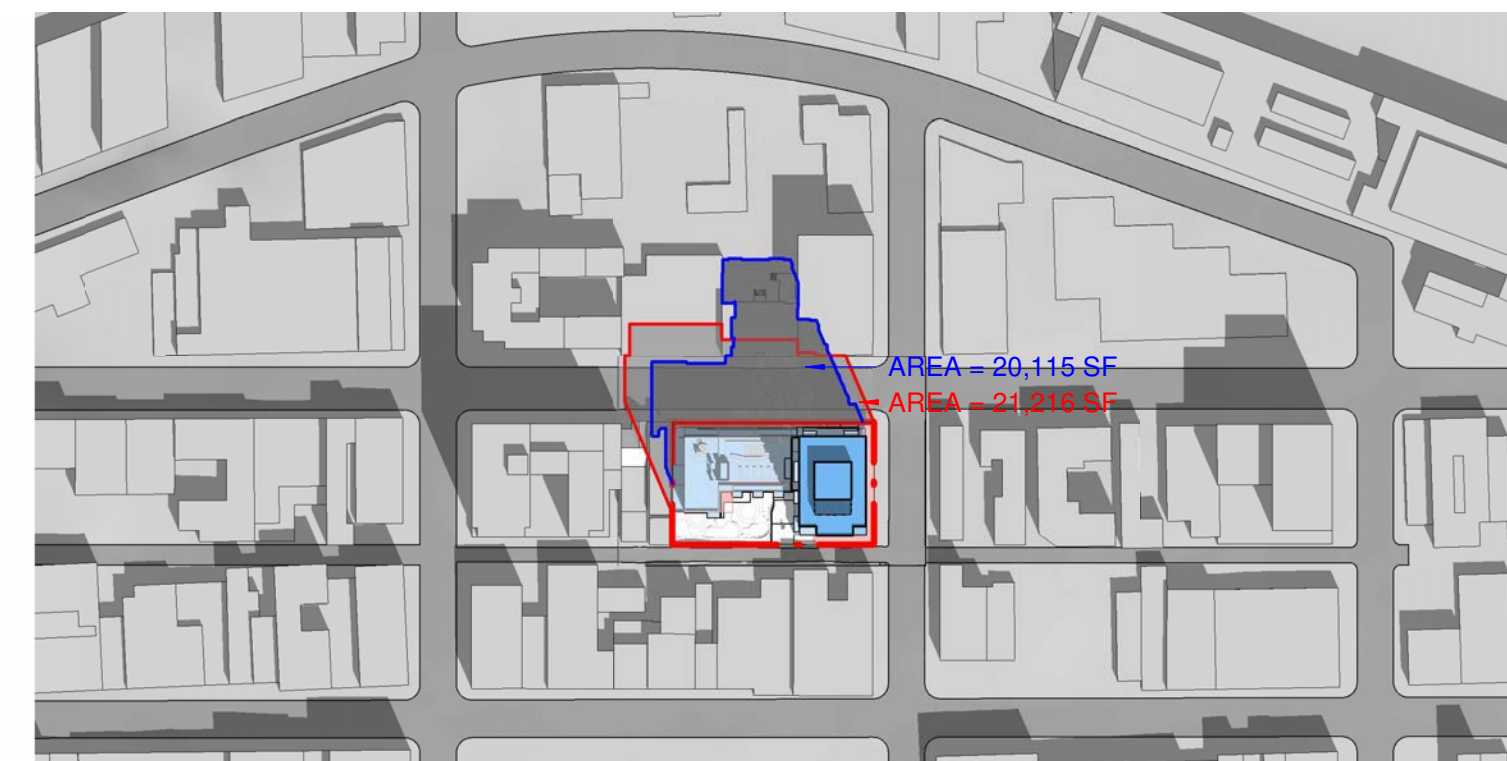 AREA = 20,115 SF
AREA = 21,216 SF